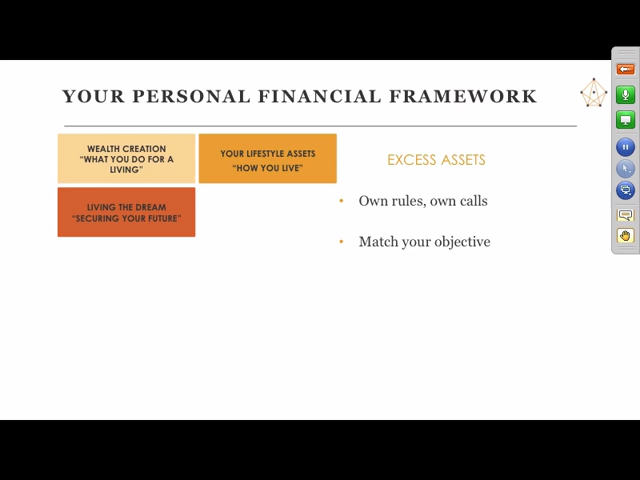 YOUR PERSONAL FINANCIAL FRAMEWORK
WEALTH CREATION
“WHAT YOU DO FOR A
LIVING”
YOUR LIFESTYLE ASSETS
“HOW YOU LIVE”
LIVING THE DREAM
“SECURING YOUR FUTURE”
EXCESS ASSETS
• Own rules, own calls
• Match your objective